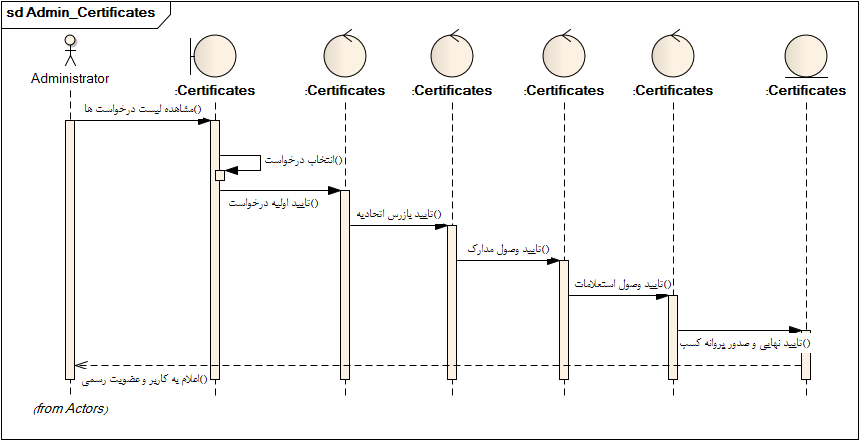 sd Admin_Certificates
Administrator
:Certificates
:Certificates
:Certificates
:Certificates
:Certificates
:Certificates
مشاهده لیست درخواست ها()
انتخاب درخواست()
تایید اولیه درخواست()
تایید بازرس اتحادیه()
تایید وصول مدارک()
تایید وصول استعلامات()
تایید نهایی و صدور پروانه کسب()
اعلام به کاربر و عضویت رسمی()
(from Actors)